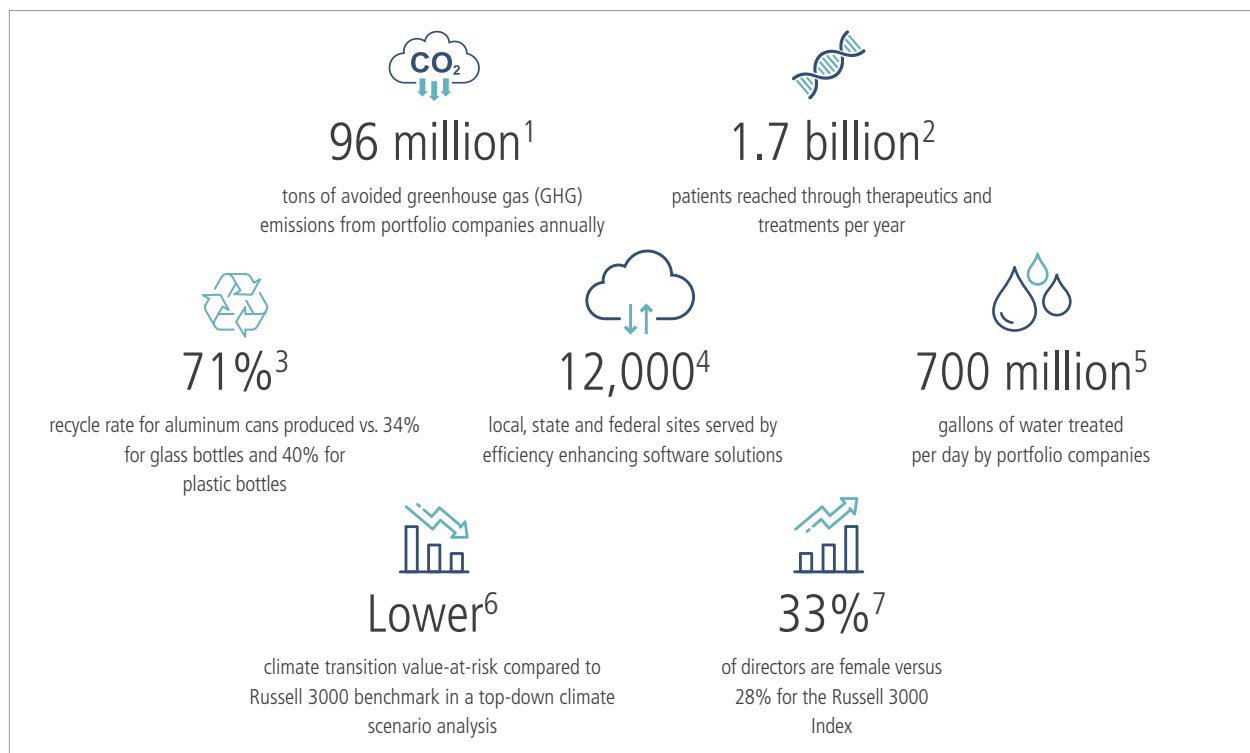 CO₂
96 million¹
tons of avoided greenhouse gas (GHG)
emissions from portfolio companies annually
1.7 billion²
patients reached through therapeutics and
treatments per year
71%³
recycle rate for aluminum cans produced vs. 34%
for glass bottles and 40% for
plastic bottles
12,000⁴
local, state and federal sites served by
efficiency enhancing software solutions
700 million⁵
gallons of water treated
per day by portfolio companies
Lower⁶
climate transition value-at-risk compared to
Russell 3000 benchmark in a top-down climate
scenario analysis
33%⁷
of directors are female versus
28% for the Russell 3000
Index